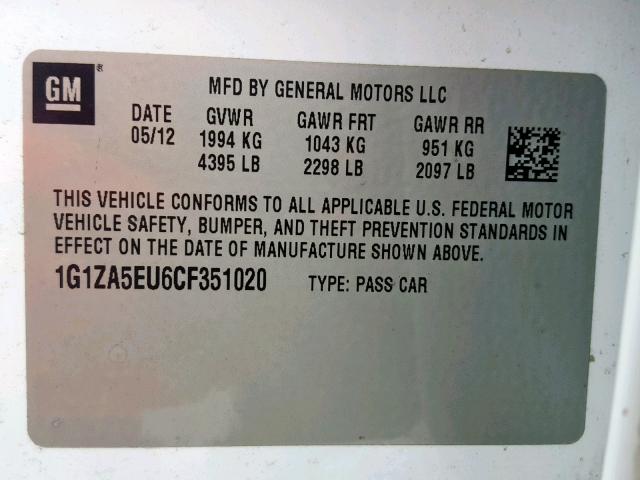 GM ®
MFD BY GENERAL MOTORS LLC
DATE GVWR GAWR FRT GAWR RR
05/12 1994 KG 1043 KG 951 KG
4395 LB 2298 LB 2097 LB
THIS VEHICLE CONFORMS TO ALL APPLICABLE U.S. FEDERAL MOTOR
VEHICLE SAFETY, BUMPER, AND THEFT PREVENTION STANDARDS IN
EFFECT ON THE DATE OF MANUFACTURE SHOWN ABOVE.
1G1ZA5EU6CF351020 TYPE: PASS CAR